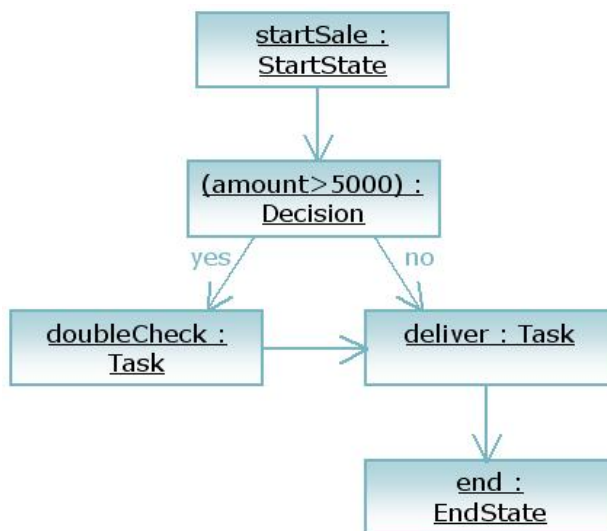 startSale :
StartState
(amount>5000) :
Decision
yes
no
doubleCheck :
Task
deliver : Task
end :
EndState